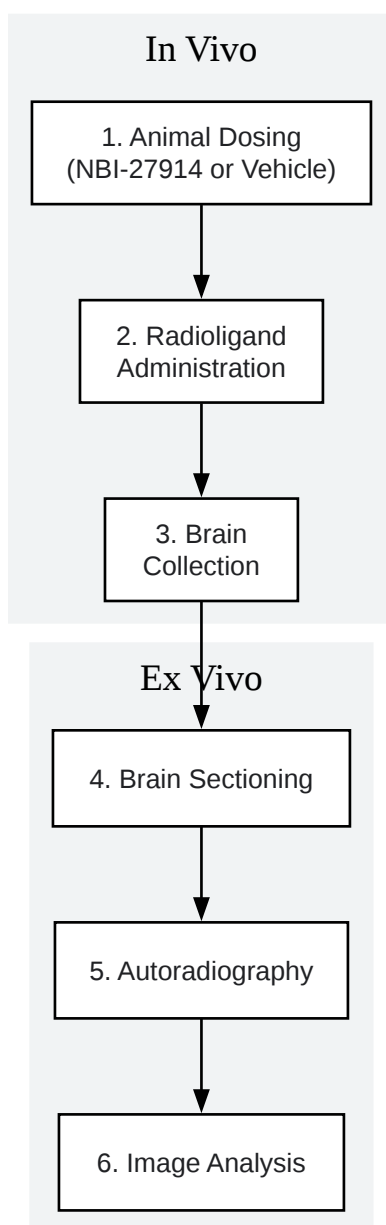 In Vivo
1. Animal Dosing
(NBI-27914 or Vehicle)
2. Radioligand
Administration
3. Brain
Collection
Ex Vivo
4. Brain Sectioning
5. Autoradiography
6. Image Analysis